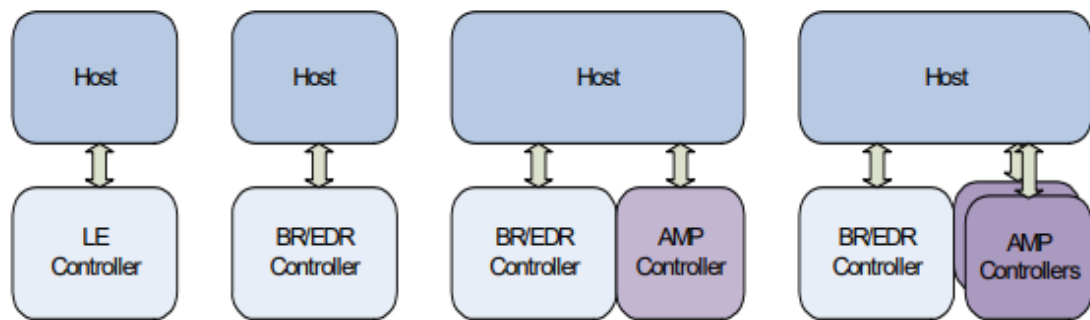 Host
Host
Host
Host
LE
Controller
BR/EDR
Controller
BR/EDR
Controller
AMP
Controller
BR/EDR
Controller
AMP
Controllers